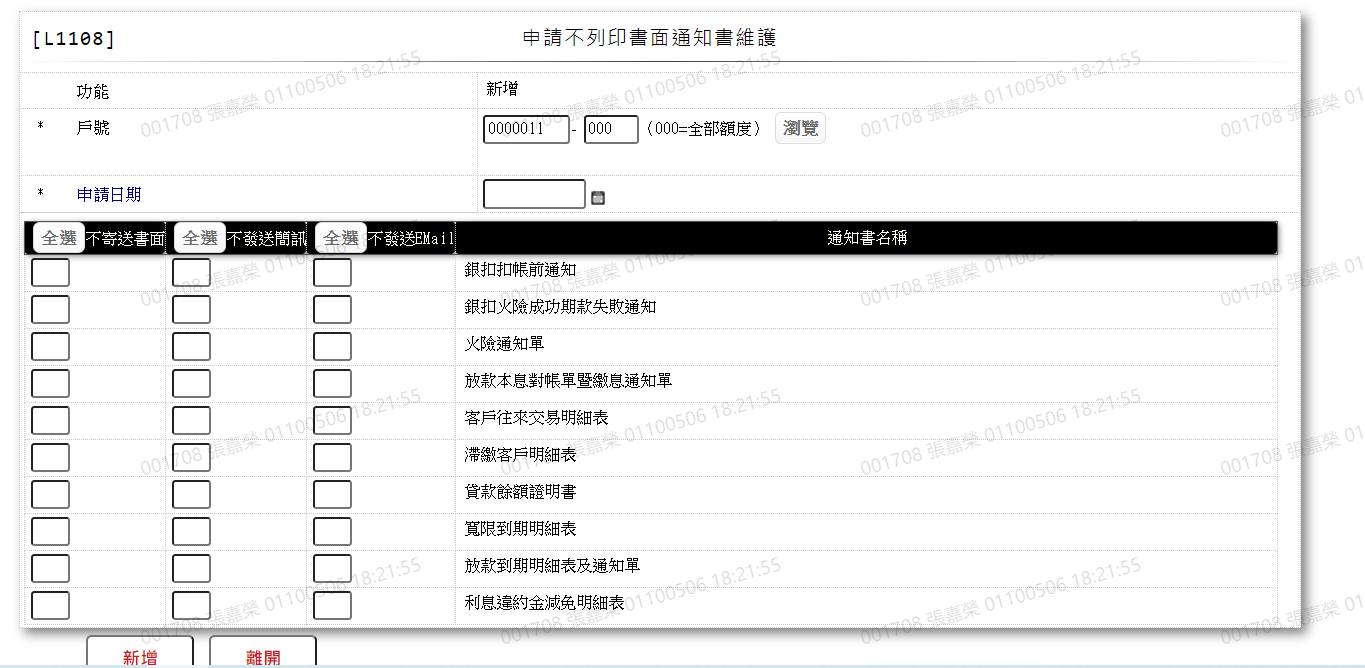 [L1108] 申請不列印書面通知書維護
功能 新增
* 戶號 0000011 - 000 (000=全部額度) 瀏覽
* 申請日期
全選 不寄送書面 全選 不發送簡訊 全選 不發送EMail 通知書名稱
銀扣扣帳前通知
銀扣火險成功期款失敗通知
火險通知單
放款本息對帳單暨繳息通知單
客戶往來交易明細表
滯繳客戶明細表
貸款餘額證明書
寬限到期明細表
放款到期明細表及通知單
利息違約金減免明細表
新增 離開
001708 張嘉榮 01100506 18:21:55